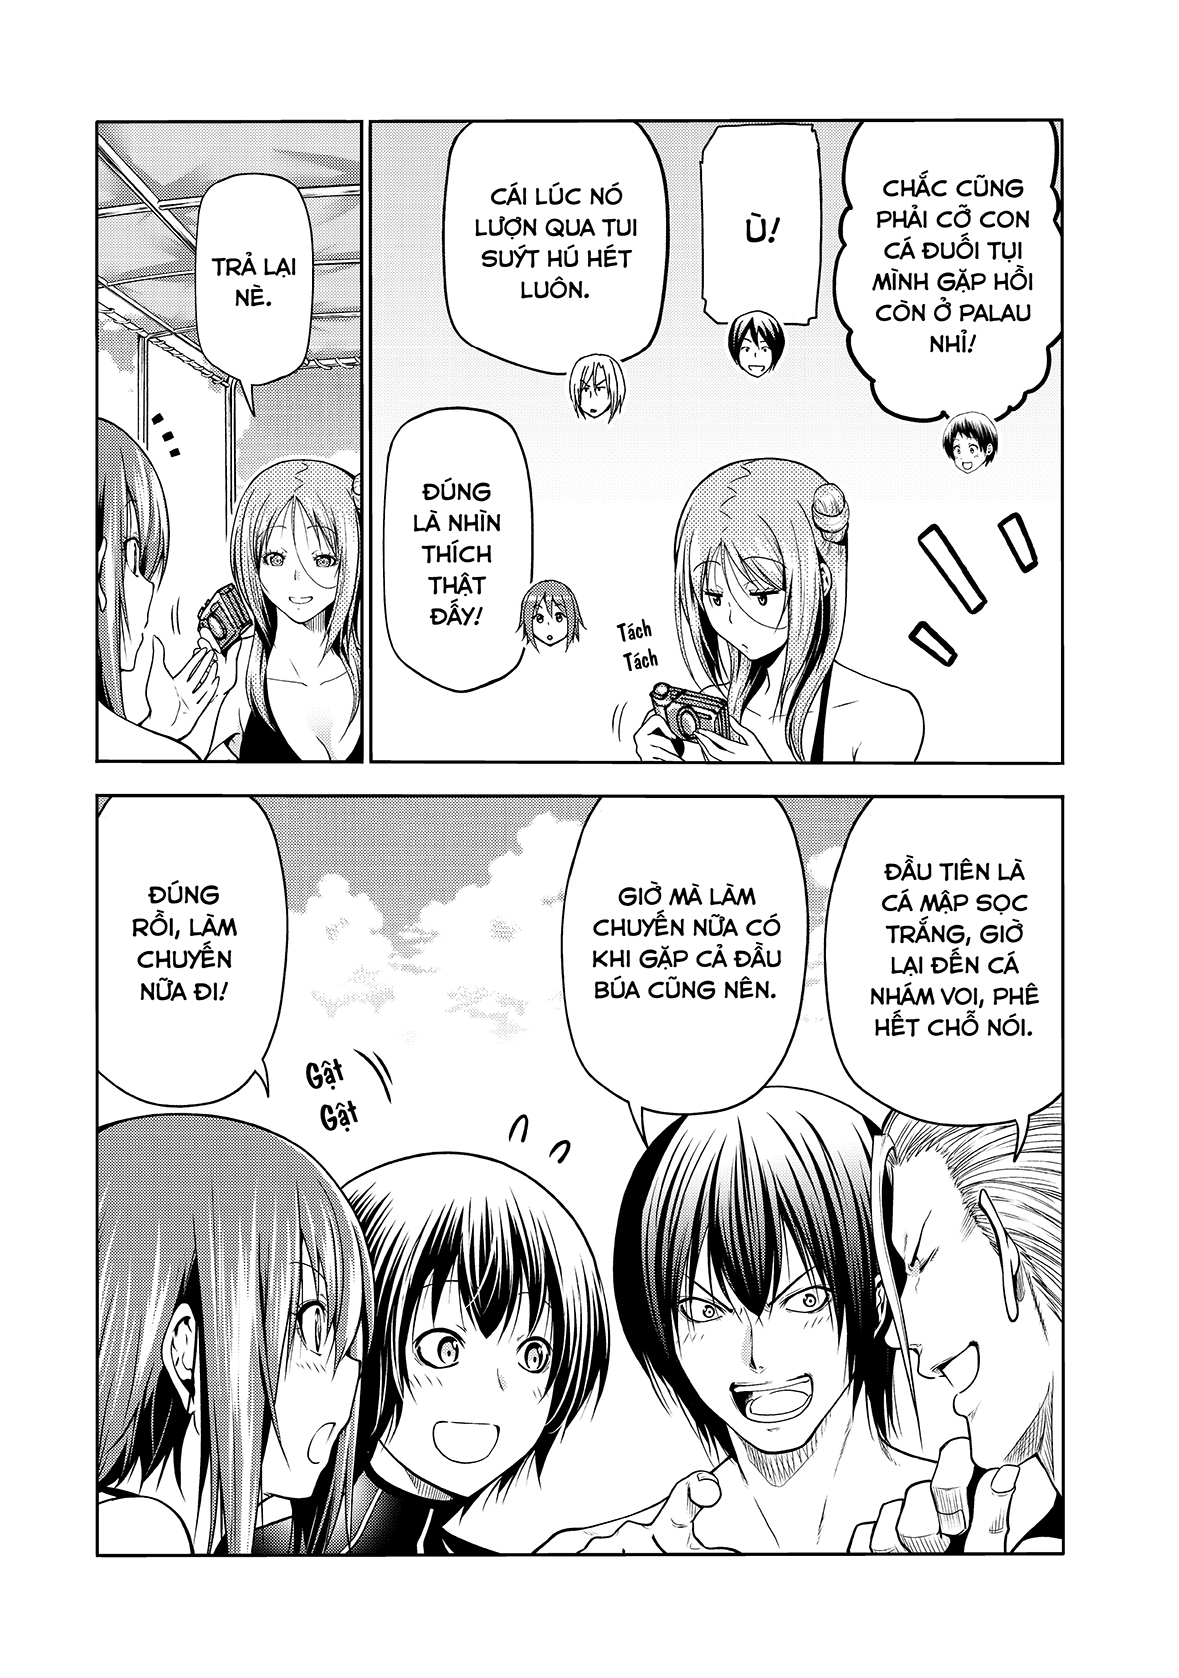 CHẮC CŨNG
PHẢI CỠ CON
CÁ ĐUỐI TỤI
MÌNH GẶP HỒI
CÒN Ở PALAU
NHỈ!
Ừ!
CÁI LÚC NÓ
LƯỢN QUA TUI
SUÝT HÚ HÉT
LUÔN.
ĐÚNG
LÀ NHÌN
THÍCH
THẬT
ĐẤY!
Tách
Tách
TRẢ LẠI
NÈ.
ĐẦU TIÊN LÀ
CÁ MẬP SỌC
TRẮNG, GIỜ
LẠI ĐẾN CÁ
NHÁM VOI, PHÊ
HẾT CHỖ NÓI.
GIỜ MÀ LÀM
CHUYẾN NỮA CÓ
KHI GẶP CẢ ĐẦU
BÚA CŨNG NÊN.
ĐÚNG
RỒI, LÀM
CHUYẾN
NỮA ĐI!
Gật
Gật